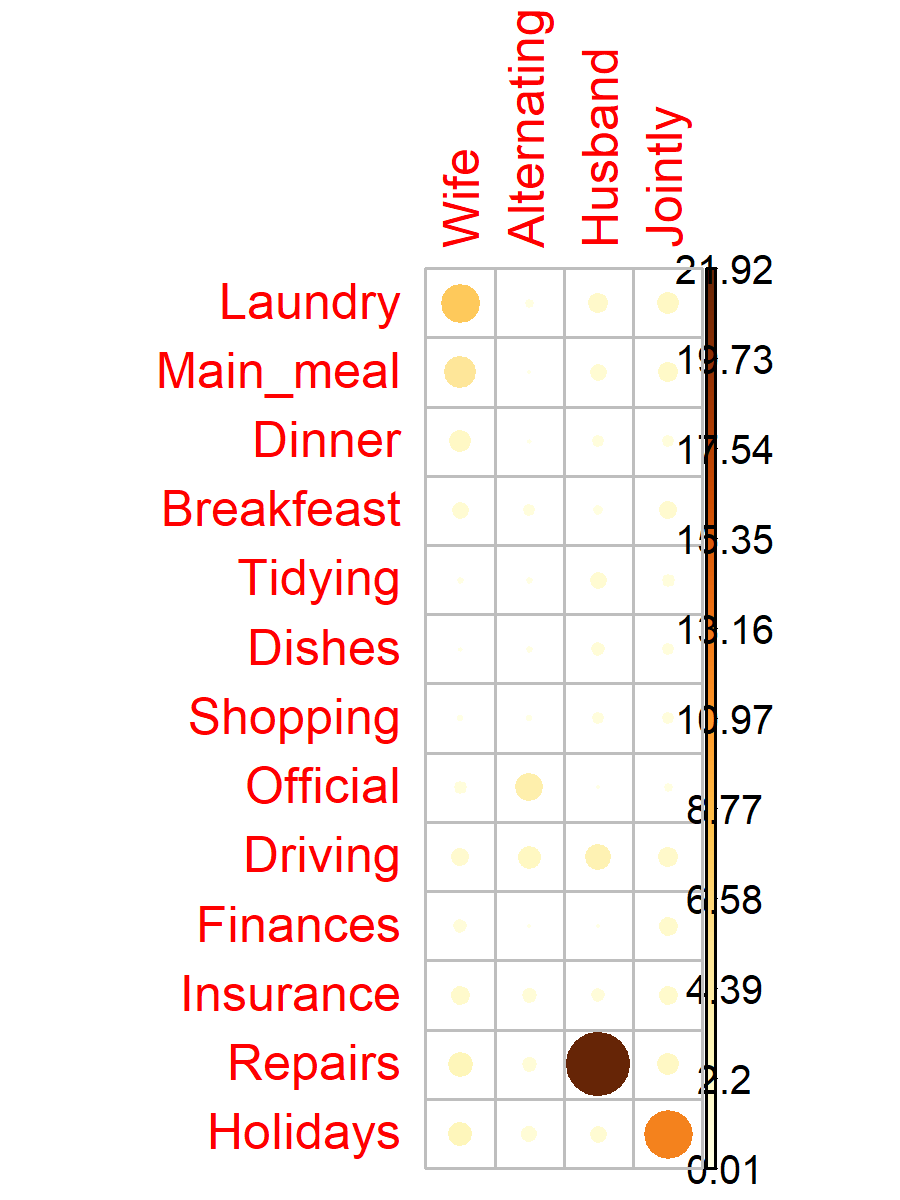 Wife
Alternating
Husband
Jointly
Laundry
Main_meal
Dinner
Breakfeast
Tidying
Dishes
Shopping
Official
Driving
Finances
Insurance
Repairs
Holidays
21.92
19.73
17.54
15.35
13.16
10.97
8.77
6.58
4.39
2.2
0.01